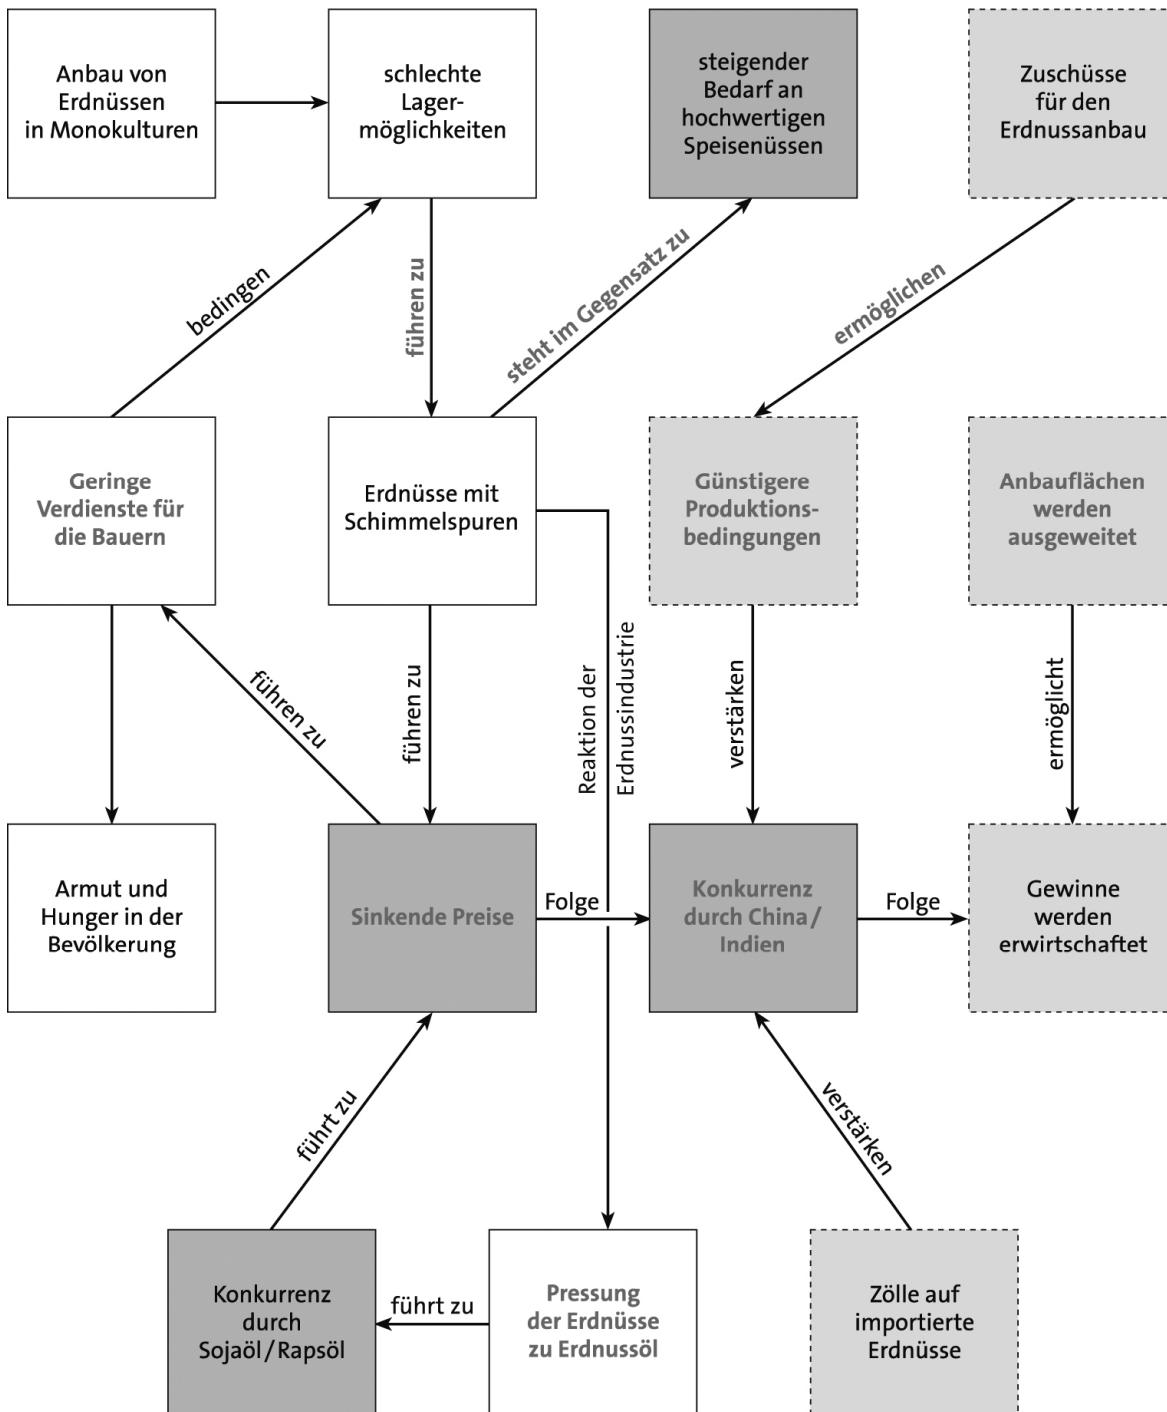 Anbau von
Erdnüssen
in Monokulturen
schlechte
Lager-
möglichkeiten
steigender
Bedarf an
hochwertigen
Speisenüssen
Zuschüsse
für den
Erdnussanbau
bedingen
führen zu
steht im Gegensatz zu
ermöglichen
Geringe
Verdienste für
die Bauern
Erdnüsse mit
Schimmelspuren
Günstigere
Produktions-
bedingungen
Anbauflächen
werden
ausgeweitet
führen zu
führen zu
Reaktion der
Erdnussindustrie
verstärken
ermöglicht
Armut und
Hunger in der
Bevölkerung
Sinkende Preise
Folge
Konkurrenz
durch China/
Indien
Folge
Gewinne
werden
erwirtschaftet
führt zu
verstärken
Konkurrenz
durch
Sojaöl/Rapsöl
führt zu
Pressung
der Erdnüsse
zu Erdnussöl
Zölle auf
importierte
Erdnüsse